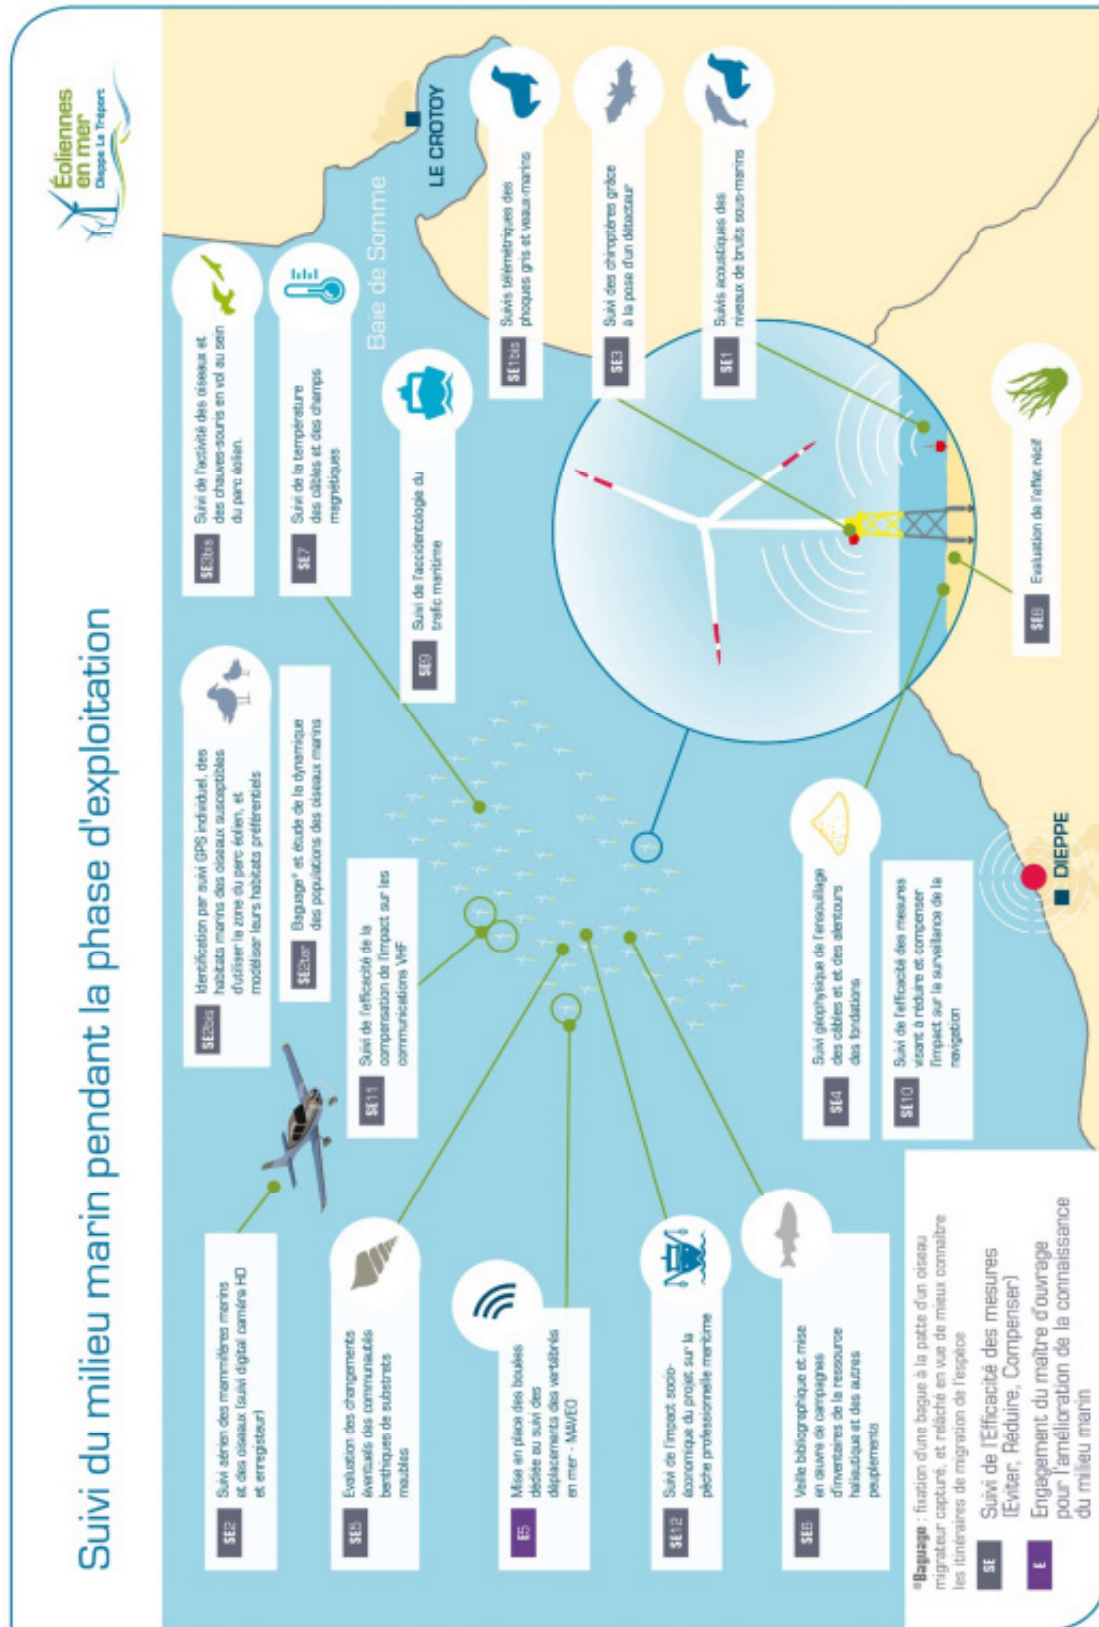 Suivi du milieu marin pendant la phase d'exploitation
Éoliennes
en mer
Dieppe Le Tréport
SE2
Suivi aérien des mammifères marins
et des oiseaux (suivi digital caméra HD
et enregisteur)
SE2bis
Identification par suivi GPS individuel, des
habitats marins des oiseaux susceptibles
d'utiliser la zone du parc éolien, et
modéliser leurs habitats préférentiels
SE2ter
Baguage* et étude de la dynamique
des populations des oiseaux marins
SE3bis
Suivi de l'activité des oiseaux et
des chauves-souris en vol au sein
du parc éolien.
SE7
Suivi de la température
des câbles et des champs
magnétiques
SE5
Evaluation des changements
éventuels des communautés
benthiques de substrats
meubles
SE11
Suivi de l'efficacité de la
compensation de l'impact sur les
communications VHF
SE9
Suivi de l'accidentologie du
trafic maritime
Baie de Somme
LE CROTOY
E5
Mise en place des bouées
dédiée au suivi des
déplacements des vertébrés
en mer - MAVEO
SE1bis
Suivis télémétriques des
phoques gris et veaux-marins
SE3
Suivi des chiroptères grâce
à la pose d'un détecteur
SE1
Suivis acoustiques des
niveaux de bruits sous-marins
SE12
Suivi de l'impact socio-
économique du projet sur la
pêche professionnelle maritime
SE6
Veille bibliographique et mise
en œuvre de campagnes
d'inventaires de la ressource
halieutique et des autres
peuplements
SE4
Suivi géophysique de l'ensouillage
des câbles et et des alentours
des fondations
SE10
Suivi de l'efficacité des mesures
visant à réduire et compenser
l'impact sur la surveillance de la
navigation
SE8
Evaluation de l'effet récif
DIEPPE
*Baguage : fixation d'une bague à la patte d'un oiseau
migrateur capturé, et relâché en vue de mieux connaître
les itinéraires de migration de l'espèce
SE
Suivi de l'Efficacité des mesures
(Eviter, Réduire, Compenser)
E
Engagement du maître d'ouvrage
pour l'amélioration de la connaissance
du milieu marin